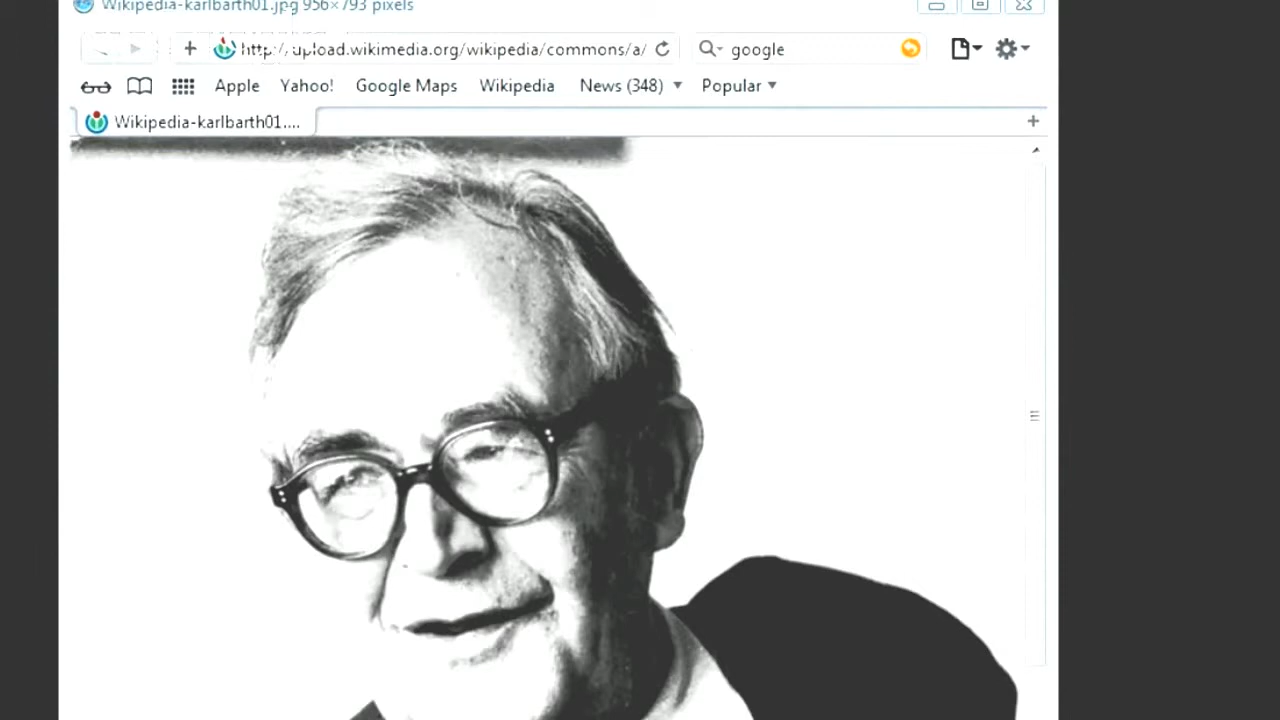 Wikipedia-karlbarth01.jpg 956×793 pixels
http://upload.wikimedia.org/wikipedia/commons/a/
google
Apple Yahoo! Google Maps Wikipedia News (348) Popular
Wikipedia-karlbarth01....